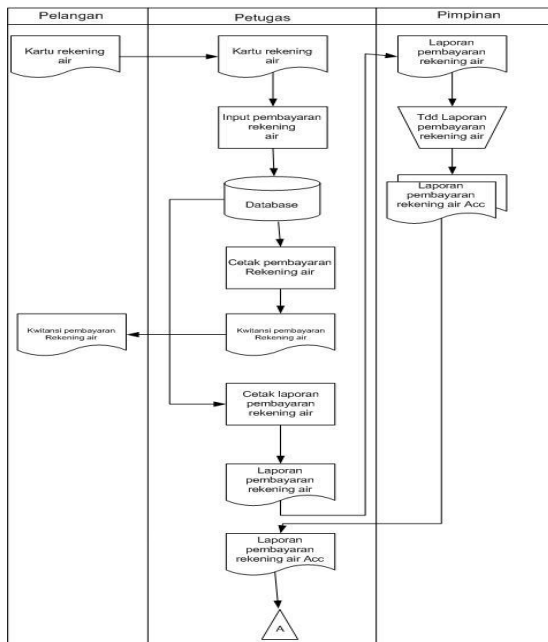 Pelangan
Petugas
Pimpinan
Kartu rekening
air
Kartu rekening
air
Laporan
pembayaran
rekening air
Input pembayaran
rekening
air
Tdd Laporan
pembayaran
rekening air
Database
Laporan
pembayaran
rekening air Acc
Cetak pembayaran
Rekening air
Kwitansi pembayaran
Rekening air
Kwitansi pembayaran
Rekening air
Cetak laporan
pembayaran
rekening air
Laporan
pembayaran
rekening air
Laporan
pembayaran
rekening air Acc
A